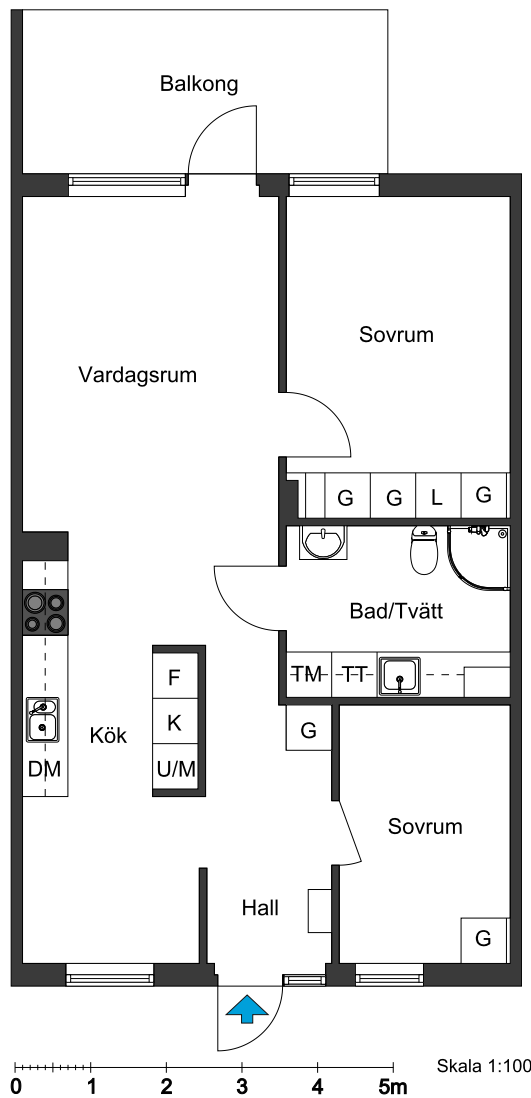 Balkong
Sovrum
Vardagsrum
G G L G
Bad/Tvätt
TM TT
F
K
U/M
Kök
DM
G
Sovrum
Hall
G
Skala 1:100
0 1 2 3 4 5m